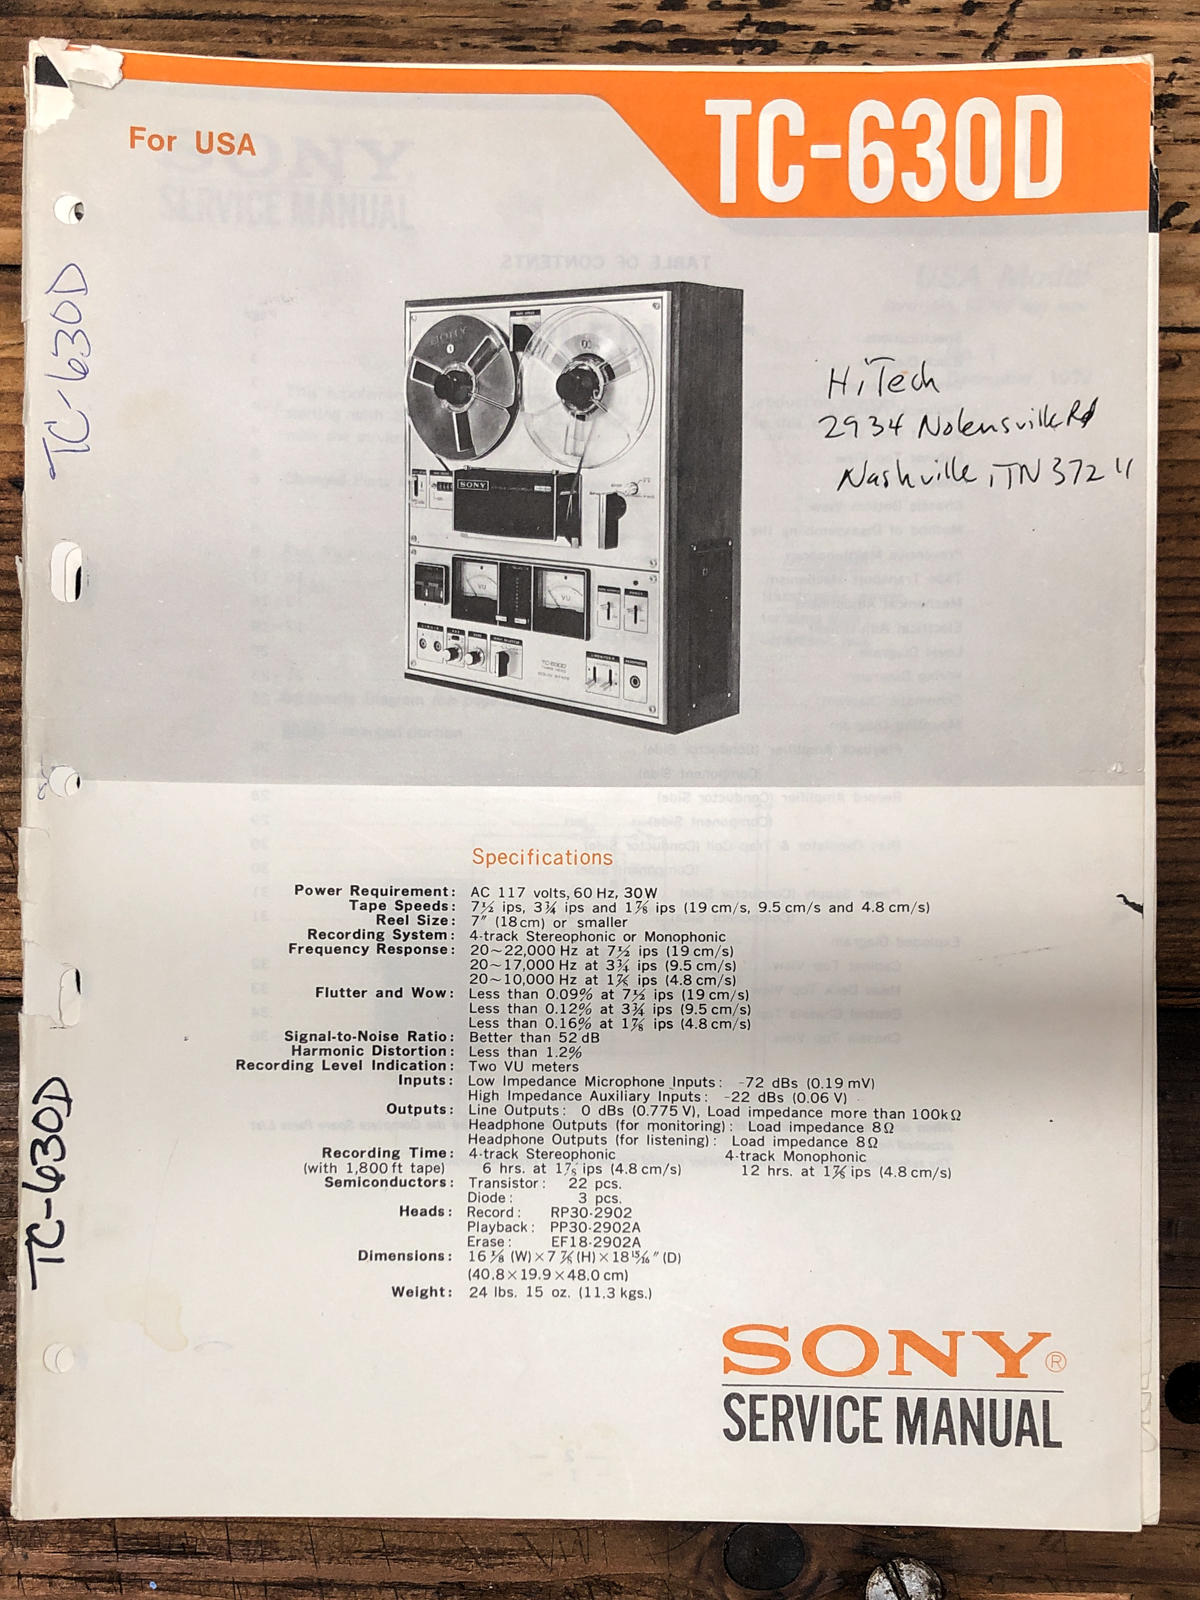 For USA
TC-630D
TC-630D
HiTech
2934 Nolensville Rd
Nashville, TN 37211
SONY
SONY
VU
VU
TC-630D
Specifications
Power Requirement: AC 117 volts, 60 Hz, 30W
Tape Speeds: 7½ ips, 3¾ ips and 1⅞ ips (19 cm/s, 9.5 cm/s and 4.8 cm/s)
Reel Size: 7" (18 cm) or smaller
Recording System: 4-track Stereophonic or Monophonic
Frequency Response: 20~22,000 Hz at 7½ ips (19 cm/s)
20~17,000 Hz at 3¾ ips (9.5 cm/s)
20~10,000 Hz at 1⅞ ips (4.8 cm/s)
Flutter and Wow: Less than 0.09% at 7½ ips (19 cm/s)
Less than 0.12% at 3¾ ips (9.5 cm/s)
Less than 0.16% at 1⅞ ips (4.8 cm/s)
Signal-to-Noise Ratio: Better than 52 dB
Harmonic Distortion: Less than 1.2%
Recording Level Indication: Two VU meters
Inputs: Low Impedance Microphone Inputs: -72 dBs (0.19 mV)
High Impedance Auxiliary Inputs: -22 dBs (0.06 V)
Outputs: Line Outputs: 0 dBs (0.775 V), Load impedance more than 100kΩ
Headphone Outputs (for monitoring): Load impedance 8Ω
Headphone Outputs (for listening): Load impedance 8Ω
Recording Time: 4-track Stereophonic 4-track Monophonic
(with 1,800 ft tape) 6 hrs. at 1⅞ ips (4.8 cm/s) 12 hrs. at 1⅞ ips (4.8 cm/s)
Semiconductors: Transistor: 22 pcs.
Diode: 3 pcs.
Heads: Record: RP30-2902
Playback: PP30-2902A
Erase: EF18-2902A
Dimensions: 16 ⅛ (W) × 7 ⅞ (H) × 18 15/16" (D)
(40.8 × 19.9 × 48.0 cm)
Weight: 24 lbs. 15 oz. (11.3 kgs.)
TC-630D
SONY®
SERVICE MANUAL